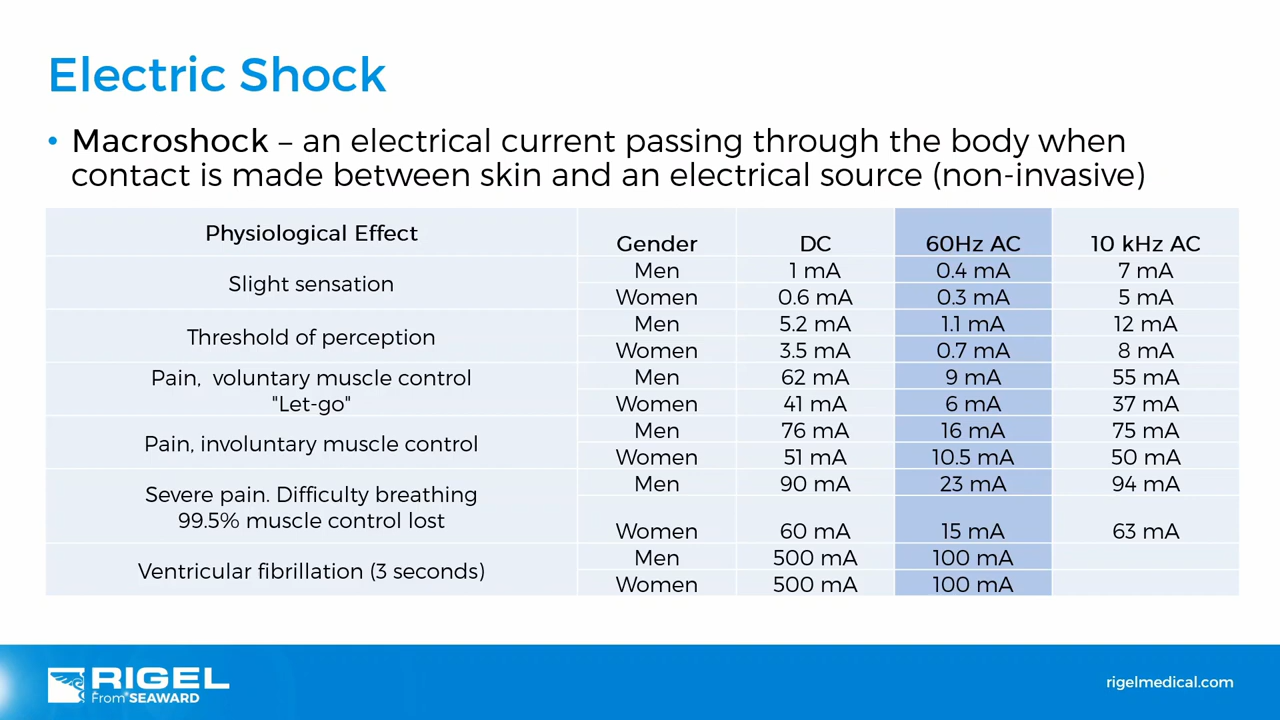 Electric Shock
• Macroshock – an electrical current passing through the body when
contact is made between skin and an electrical source (non-invasive)
Physiological Effect Gender DC 60Hz AC 10 kHz AC
Slight sensation Men 1 mA 0.4 mA 7 mA
Women 0.6 mA 0.3 mA 5 mA
Threshold of perception Men 5.2 mA 1.1 mA 12 mA
Women 3.5 mA 0.7 mA 8 mA
Pain, voluntary muscle control
"Let-go" Men 62 mA 9 mA 55 mA
Women 41 mA 6 mA 37 mA
Pain, involuntary muscle control Men 76 mA 16 mA 75 mA
Women 51 mA 10.5 mA 50 mA
Severe pain. Difficulty breathing
99.5% muscle control lost Men 90 mA 23 mA 94 mA
Women 60 mA 15 mA 63 mA
Ventricular fibrillation (3 seconds) Men 500 mA 100 mA
Women 500 mA 100 mA
RIGEL
From SEAWARD
rigelmedical.com